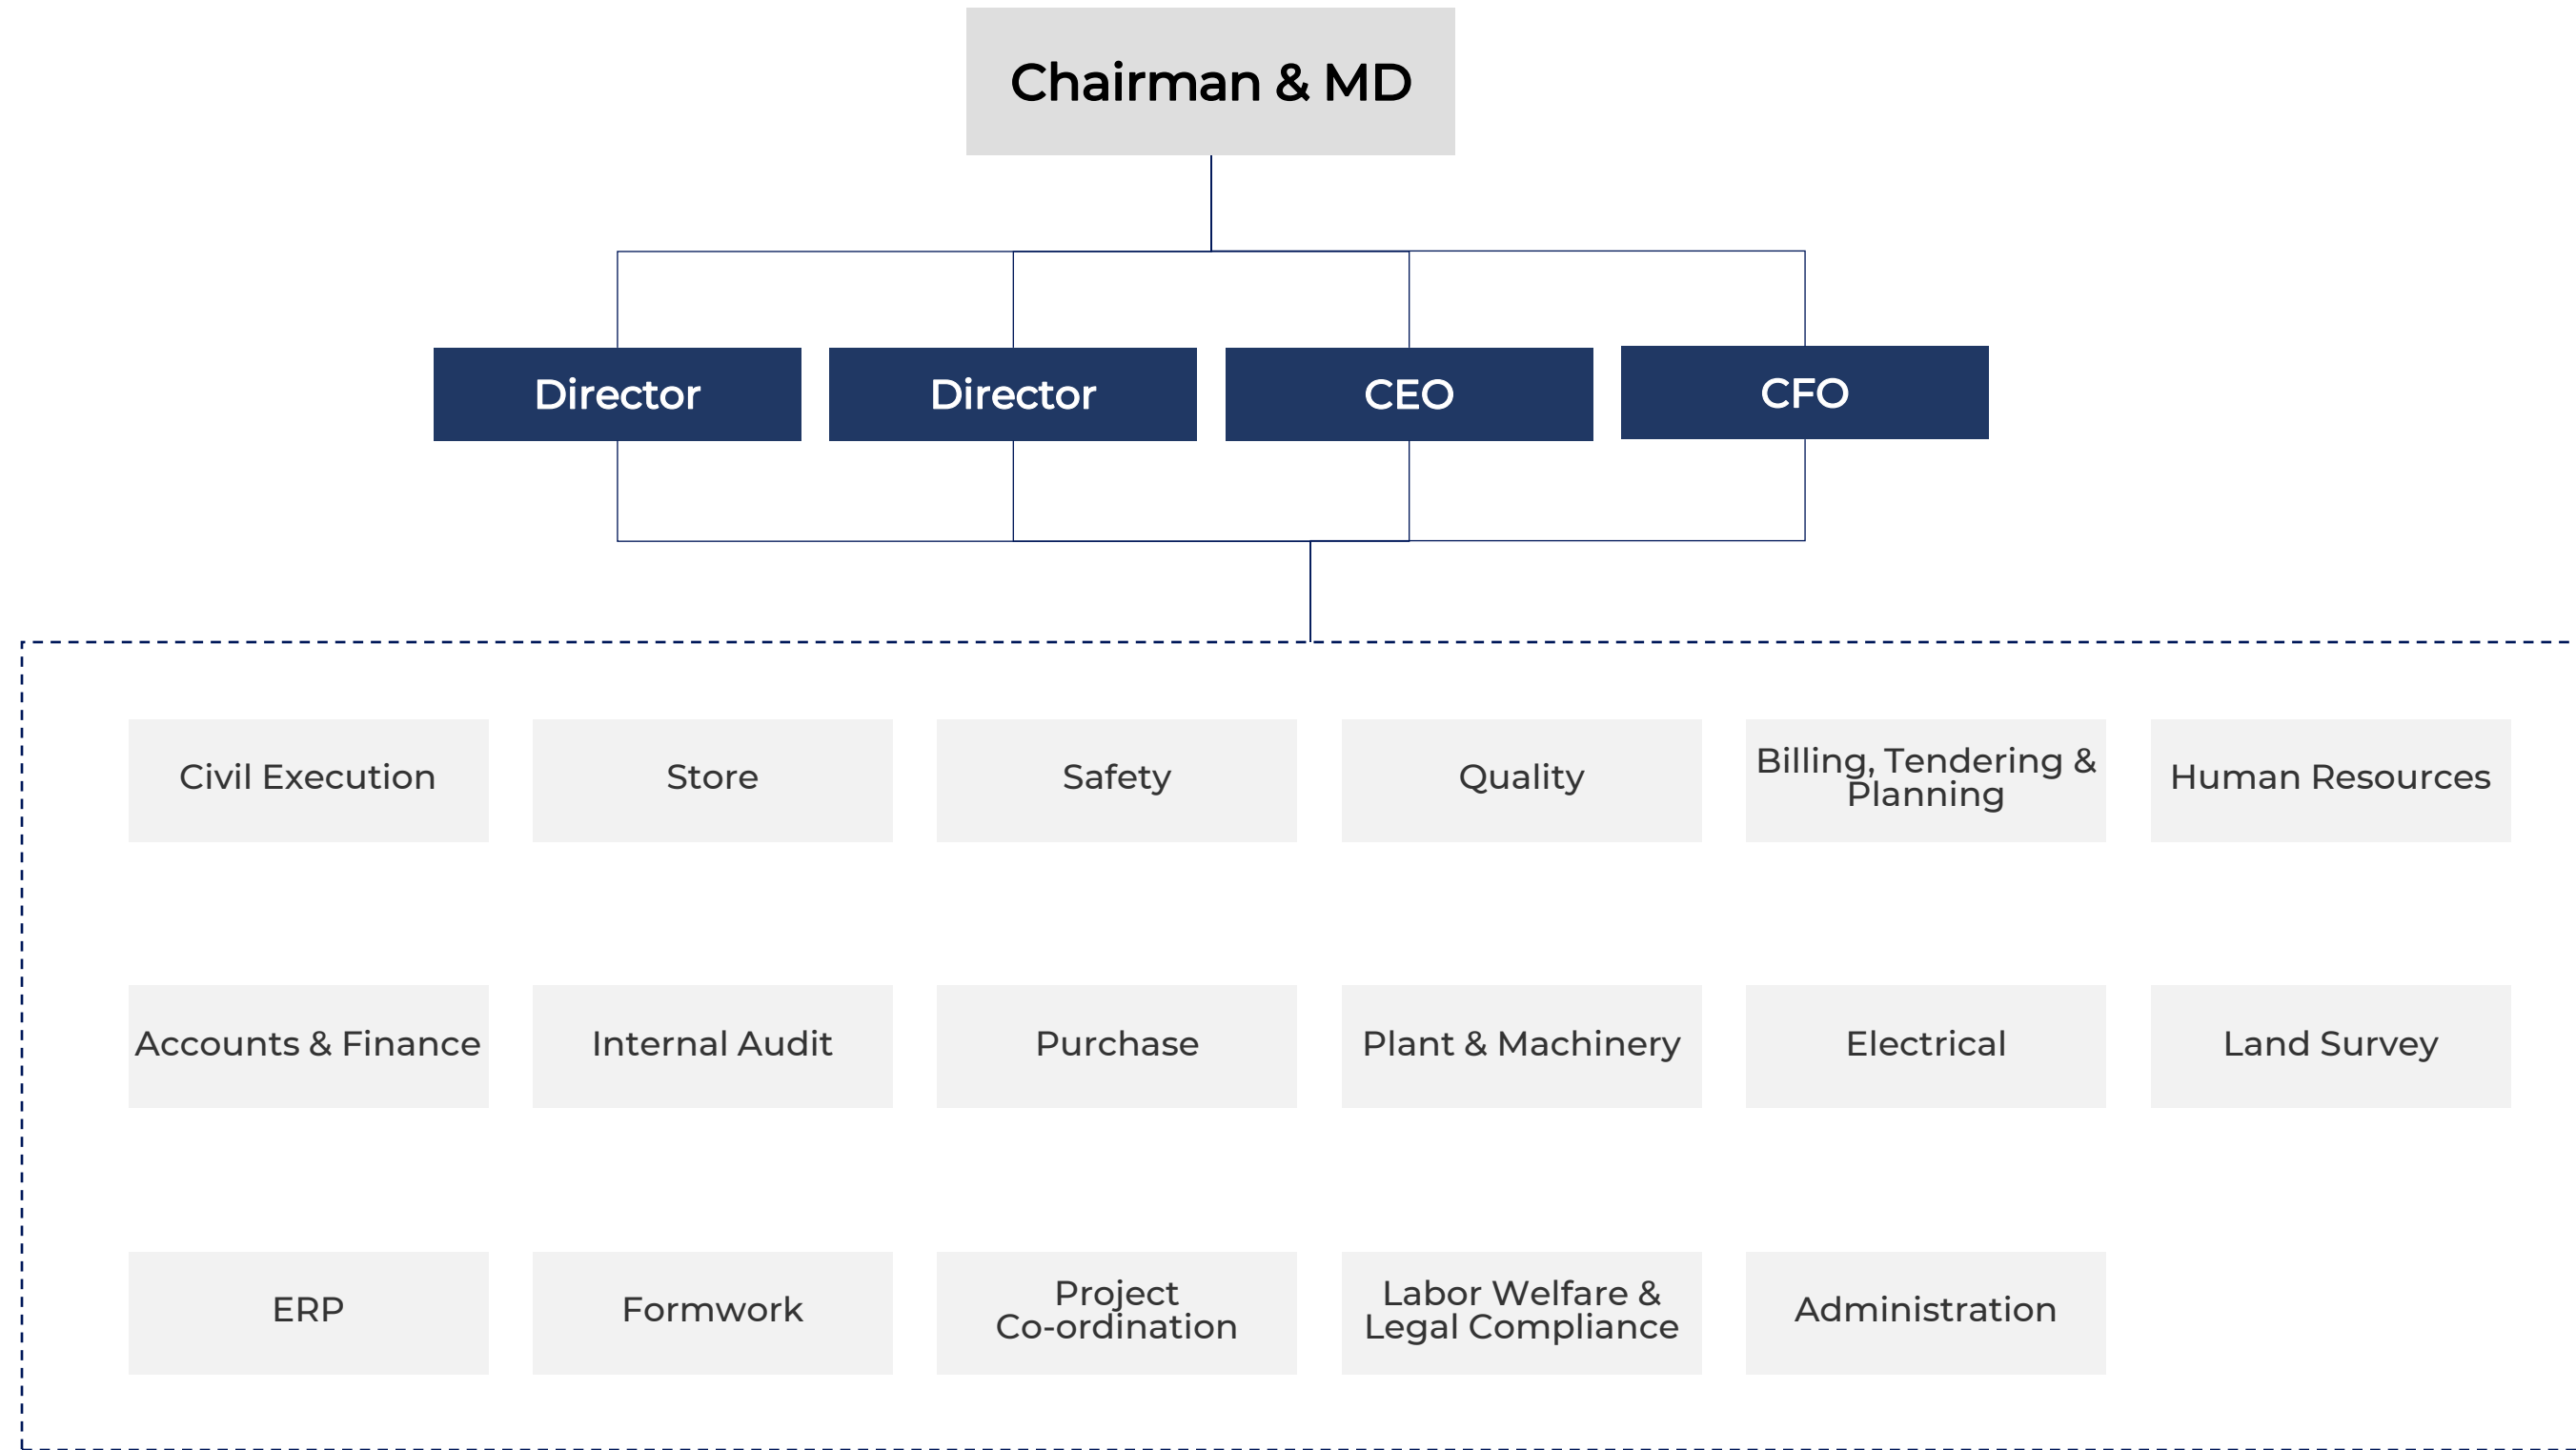 Chairman & MD
Director
Director
CEO
CFO
Civil Execution
Store
Safety
Quality
Billing, Tendering &
Planning
Human Resources
Accounts & Finance
Internal Audit
Purchase
Plant & Machinery
Electrical
Land Survey
ERP
Formwork
Project
Co-ordination
Labor Welfare &
Legal Compliance
Administration